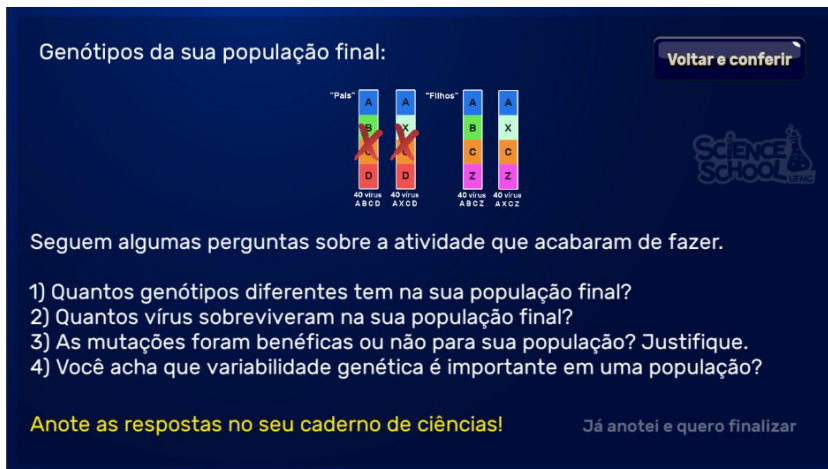 Genótipos da sua população final:
Voltar e conferir
"Pais" A A "Filhos" A A
B X B X
C C C C
D D Z Z
40 vírus 40 vírus 40 vírus 40 vírus
ABCD AXCD ABCZ AXCZ
SCiENCE
SCHOOL UFMG
Seguem algumas perguntas sobre a atividade que acabaram de fazer.
1) Quantos genótipos diferentes tem na sua população final?
2) Quantos vírus sobreviveram na sua população final?
3) As mutações foram benéficas ou não para sua população? Justifique.
4) Você acha que variabilidade genética é importante em uma população?
Anote as respostas no seu caderno de ciências!
Já anotei e quero finalizar